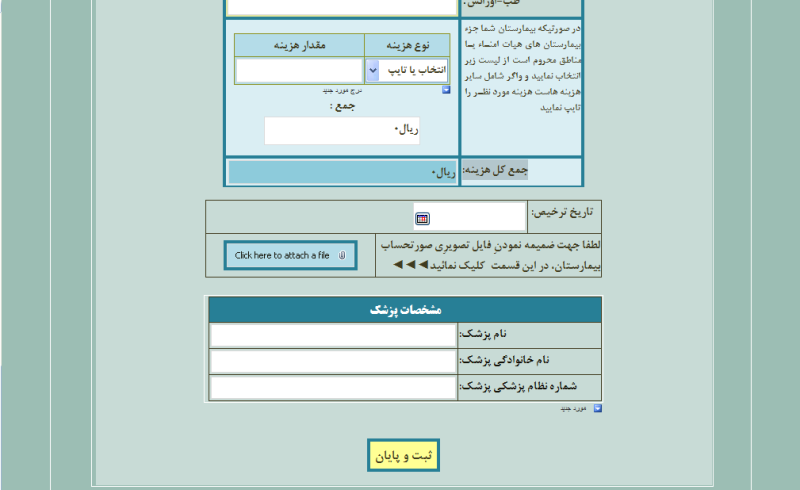 طب-اورژانس:
در صورتیکه بیمارستان شما جزء
بیمارستان های هیات امناء یا
مناطق محروم است از لیست زیر
انتخاب نمایید و واگر شامل سایر
هزینه هاست هزینه مورد نظر را
تایپ نمایید
نوع هزینه
مقدار هزینه
انتخاب یا تایپ
درج مورد جدید
جمع :
ریال۰
جمع کل هزینه:
ریال۰
تاریخ ترخیص:
لطفا جهت ضمیمه نمودن فایل تصویری صورتحساب
بیمارستان، در این قسمت کلیک نمائید ◄◄◄
Click here to attach a file
مشخصات پزشک
نام پزشک:
نام خانوادگی پزشک:
شماره نظام پزشکی پزشک:
مورد جدید
ثبت و پایان